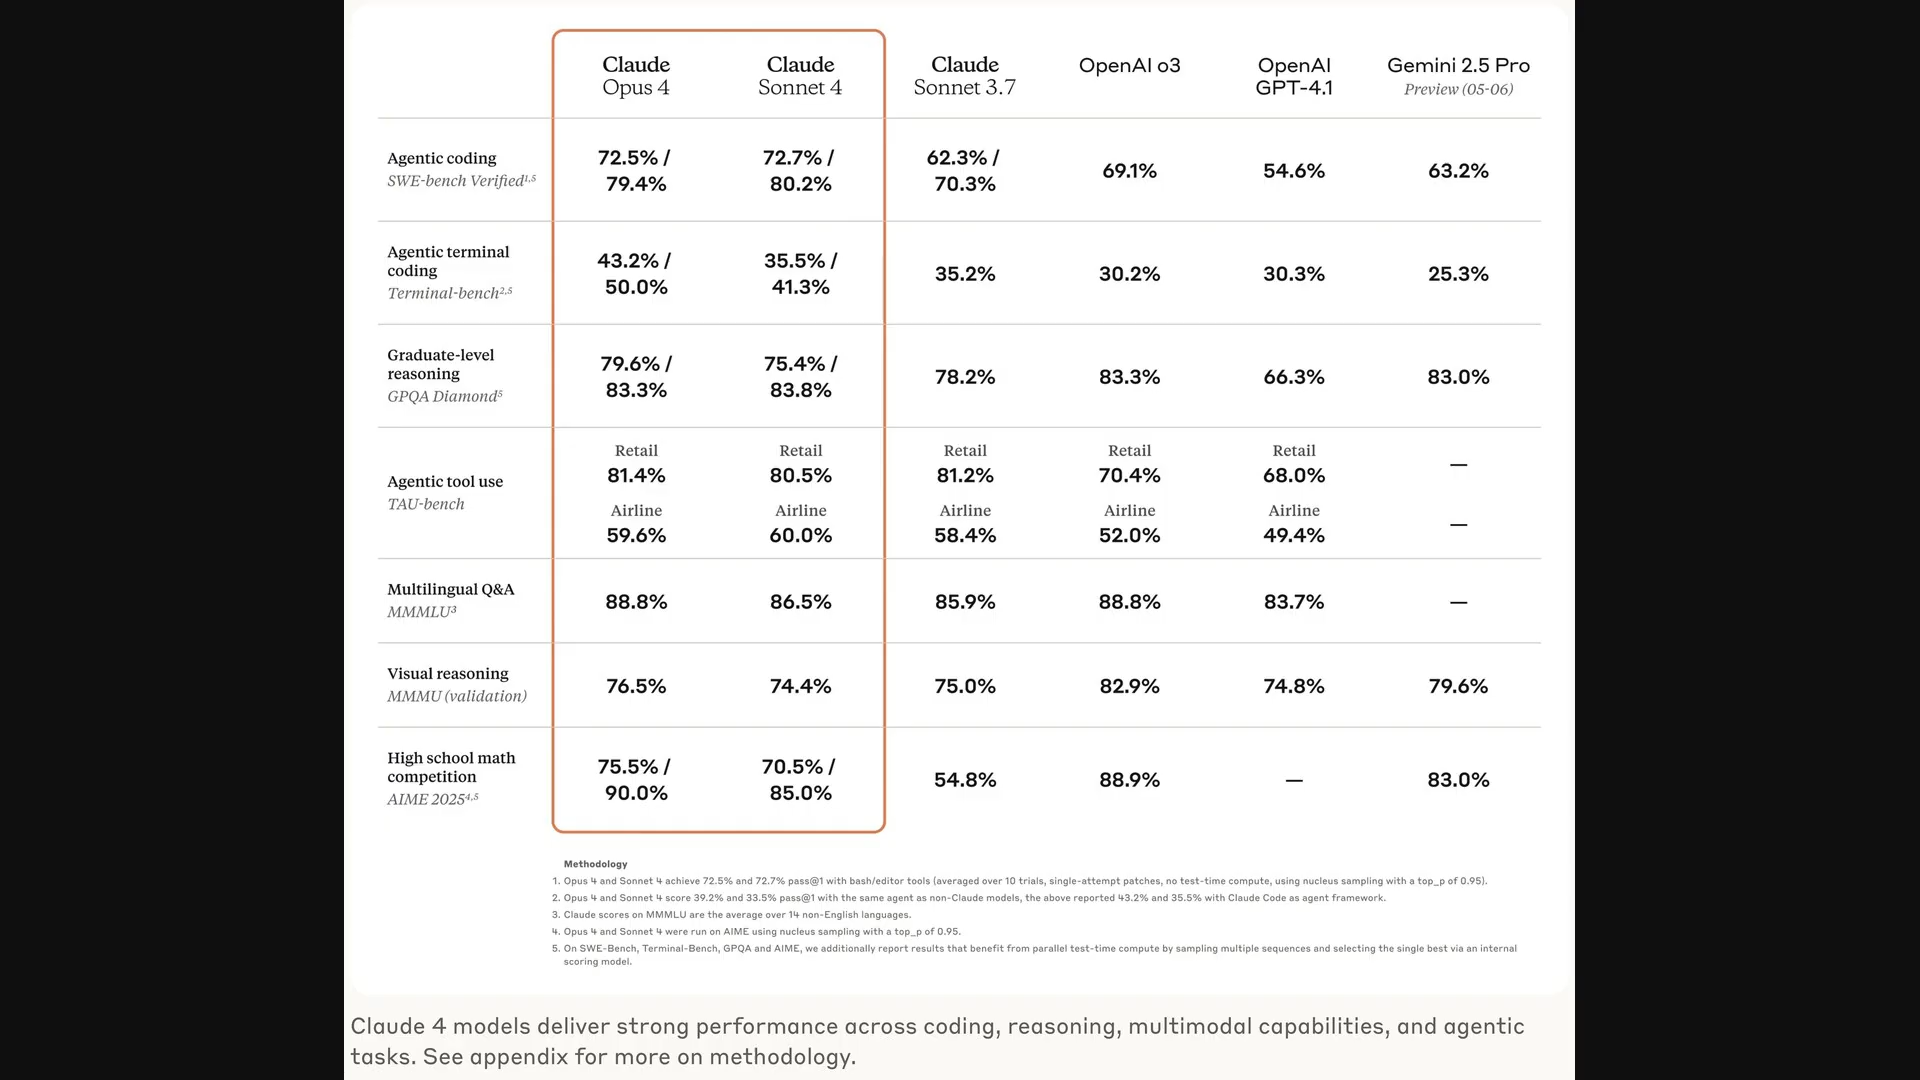 Claude Opus 4
Claude Sonnet 4
Claude Sonnet 3.7
OpenAI o3
OpenAI GPT-4.1
Gemini 2.5 Pro Preview (05-06)
Agentic coding
SWE-bench Verified¹,⁵
72.5% / 79.4%
72.7% / 80.2%
62.3% / 70.3%
69.1%
54.6%
63.2%
Agentic terminal coding
Terminal-bench²,⁵
43.2% / 50.0%
35.5% / 41.3%
35.2%
30.2%
30.3%
25.3%
Graduate-level reasoning
GPQA Diamond⁵
79.6% / 83.3%
75.4% / 83.8%
78.2%
83.3%
66.3%
83.0%
Agentic tool use
TAU-bench
Retail 81.4%
Retail 80.5%
Retail 81.2%
Retail 70.4%
Retail 68.0%
—
Airline 59.6%
Airline 60.0%
Airline 58.4%
Airline 52.0%
Airline 49.4%
—
Multilingual Q&A
MMMLU³
88.8%
86.5%
85.9%
88.8%
83.7%
—
Visual reasoning
MMMU (validation)
76.5%
74.4%
75.0%
82.9%
74.8%
79.6%
High school math competition
AIME 2025⁴,⁵
75.5% / 90.0%
70.5% / 85.0%
54.8%
88.9%
—
83.0%
Methodology
1. Opus 4 and Sonnet 4 achieve 72.5% and 72.7% pass@1 with bash/editor tools (averaged over 10 trials, single-attempt patches, no test-time compute, using nucleus sampling with a top_p of 0.95).
2. Opus 4 and Sonnet 4 score 39.2% and 33.5% pass@1 with the same agent as non-Claude models, the above reported 43.2% and 35.5% with Claude Code as agent framework.
3. Claude scores on MMMLU are the average over 14 non-English languages.
4. Opus 4 and Sonnet 4 were run on AIME using nucleus sampling with a top_p of 0.95.
5. On SWE-Bench, Terminal-Bench, GPQA and AIME, we additionally report results that benefit from parallel test-time compute by sampling multiple sequences and selecting the single best via an internal
scoring model.
Claude 4 models deliver strong performance across coding, reasoning, multimodal capabilities, and agentic
tasks. See appendix for more on methodology.